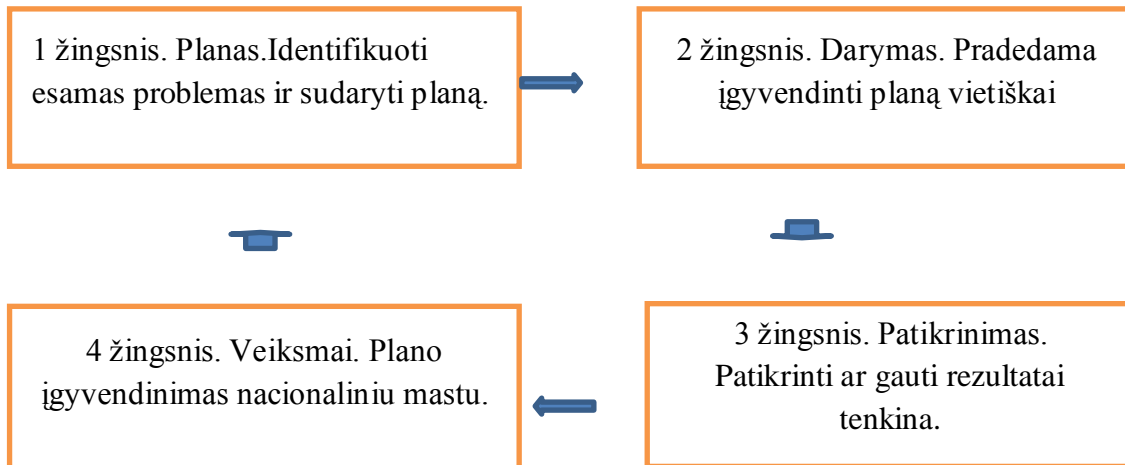 1 žingsnis. Planas.Identifikuoti
esamas problemas ir sudaryti planą.
2 žingsnis. Darymas. Pradedama
įgyvendinti planą vietiškai
4 žingsnis. Veiksmai. Plano
įgyvendinimas nacionaliniu mastu.
3 žingsnis. Patikrinimas.
Patikrinti ar gauti rezultatai
tenkina.